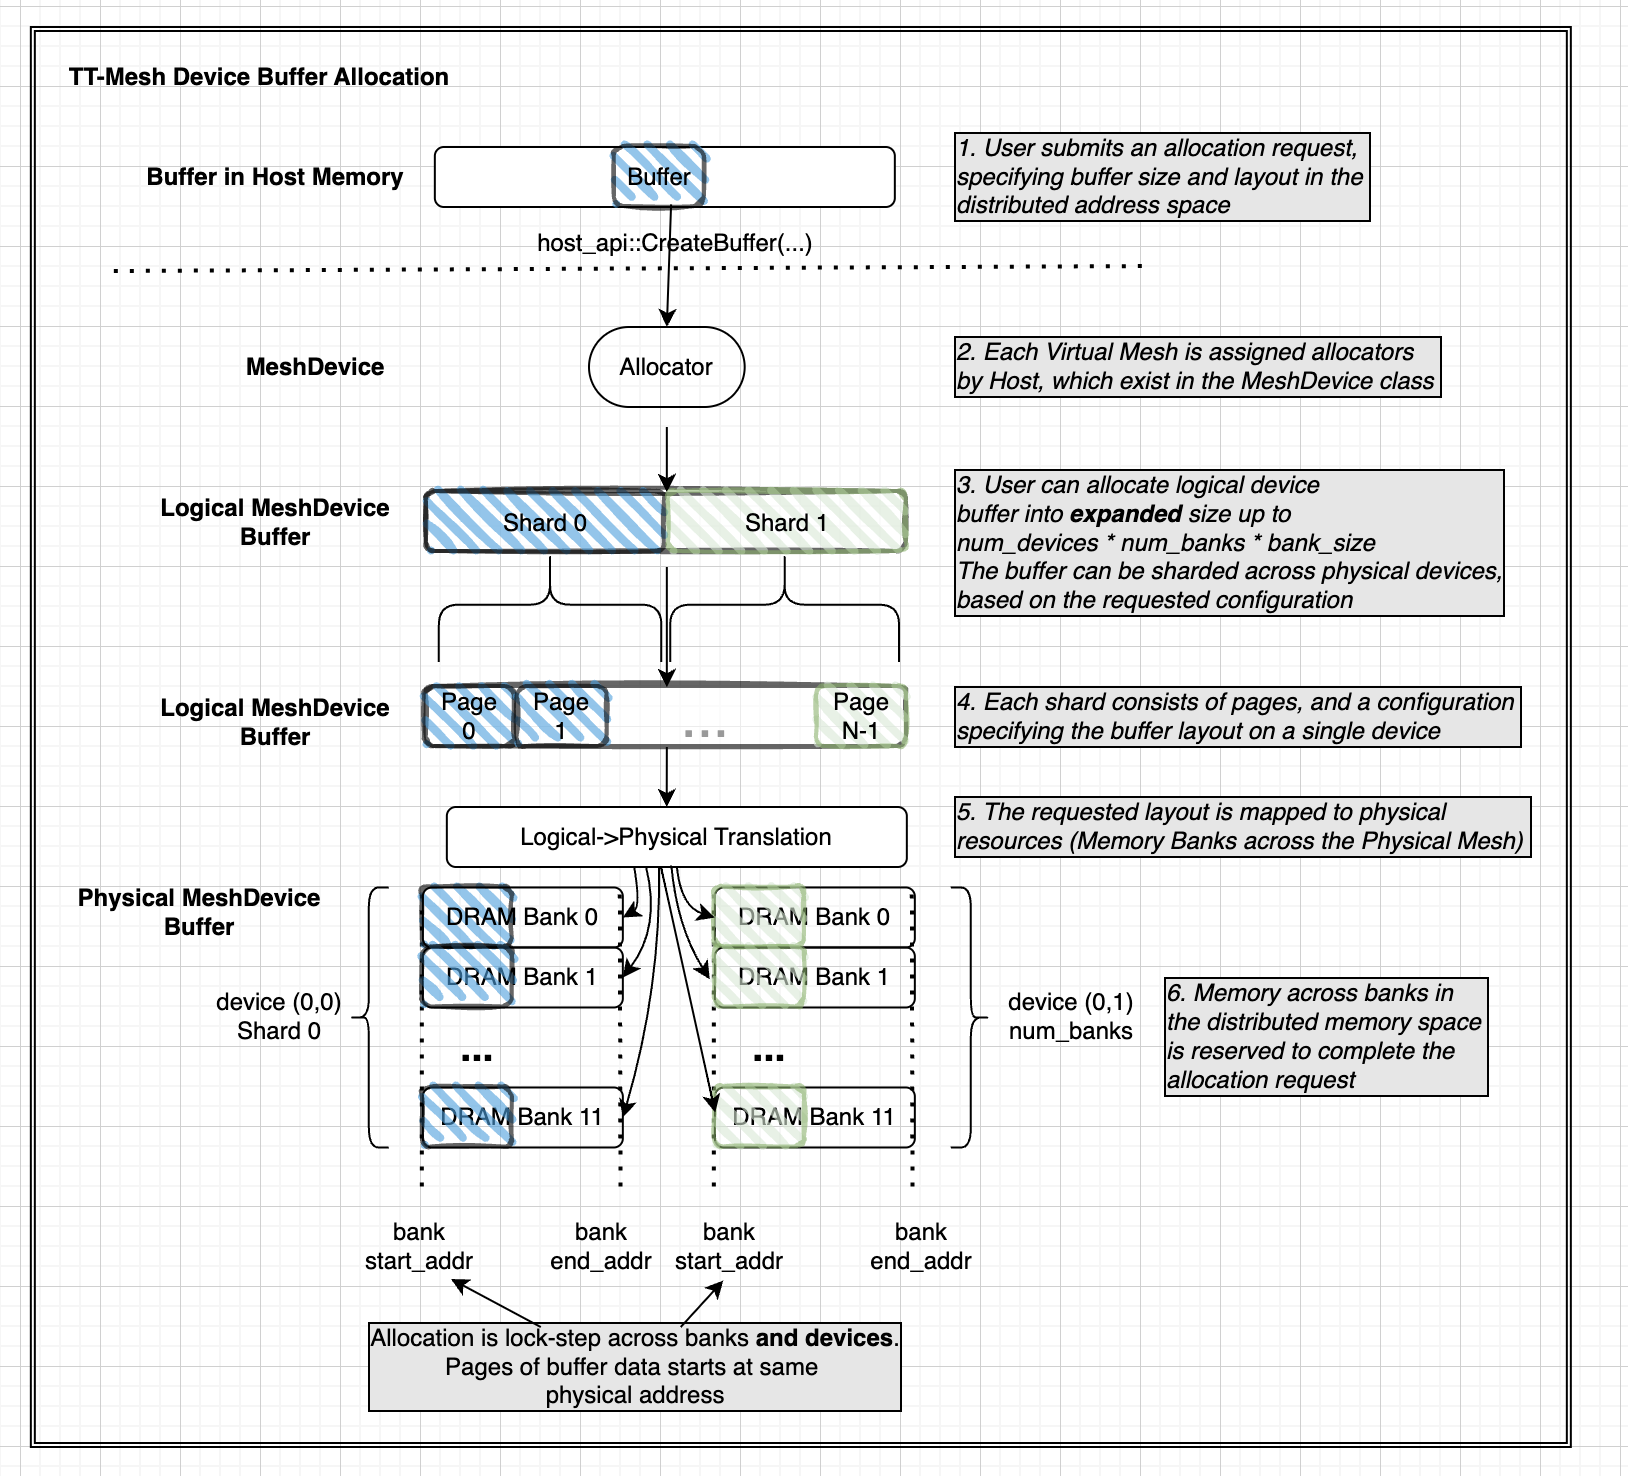 TT-Mesh Device Buffer Allocation
Buffer in Host Memory
Buffer
1. User submits an allocation request,
specifying buffer size and layout in the
distributed address space
host_api::CreateBuffer(...)
MeshDevice
Allocator
2. Each Virtual Mesh is assigned allocators
by Host, which exist in the MeshDevice class
Logical MeshDevice
Buffer
Shard 0
Shard 1
3. User can allocate logical device
buffer into expanded size up to
num_devices * num_banks * bank_size
The buffer can be sharded across physical devices,
based on the requested configuration
Logical MeshDevice
Buffer
Page
0
Page
1
...
Page
N-1
4. Each shard consists of pages, and a configuration
specifying the buffer layout on a single device
Logical->Physical Translation
5. The requested layout is mapped to physical
resources (Memory Banks across the Physical Mesh)
Physical MeshDevice
Buffer
device (0,0)
Shard 0
DRAM Bank 0
DRAM Bank 1
...
DRAM Bank 11
DRAM Bank 0
DRAM Bank 1
...
DRAM Bank 11
device (0,1)
num_banks
6. Memory across banks in
the distributed memory space
is reserved to complete the
allocation request
bank
start_addr
bank
end_addr
bank
start_addr
bank
end_addr
Allocation is lock-step across banks and devices.
Pages of buffer data starts at same
physical address